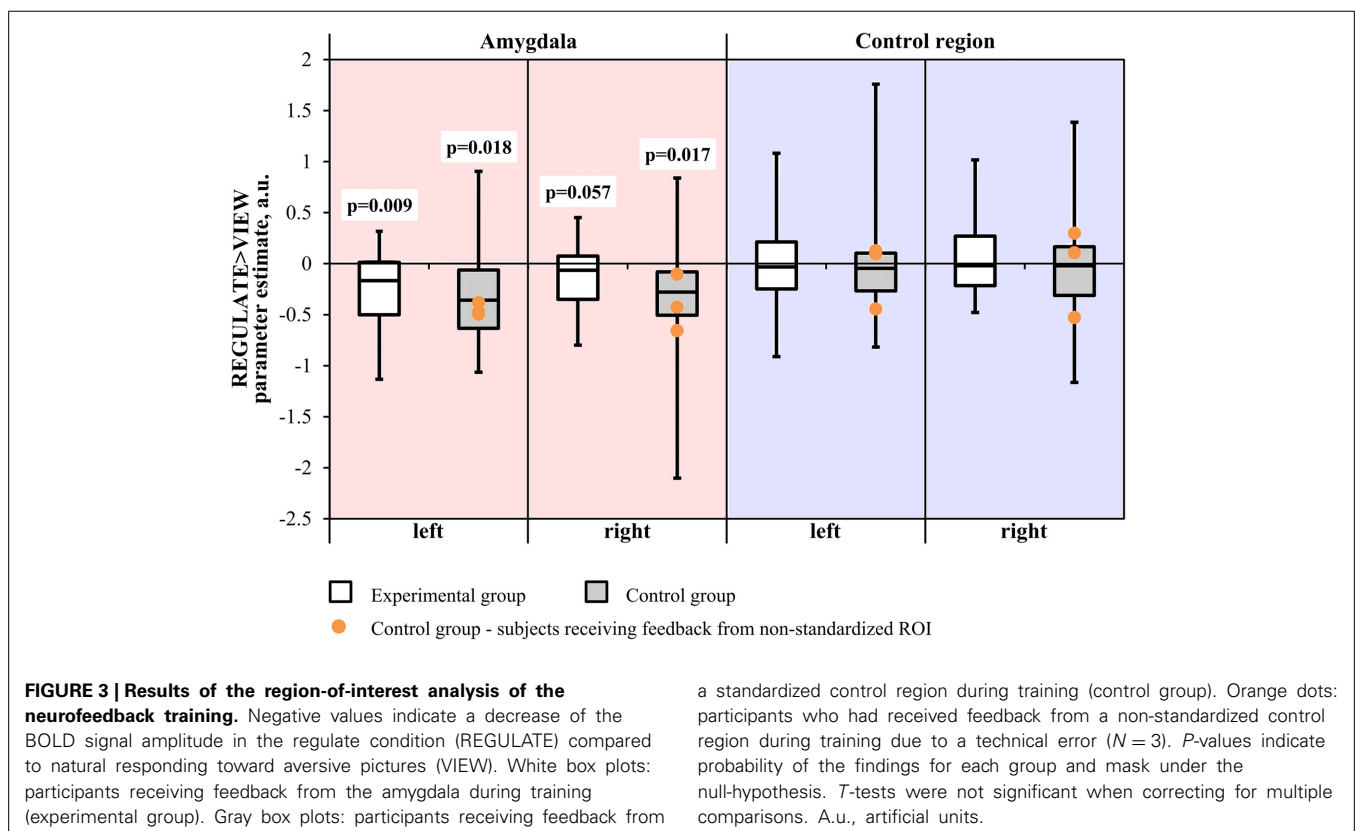 Amygdala
Control region
REGULATE>VIEW
parameter estimate, a.u.
2
1.5
1
0.5
0
-0.5
-1
-1.5
-2
-2.5
p=0.009
p=0.018
p=0.057
p=0.017
left
right
left
right
Experimental group
Control group
Control group - subjects receiving feedback from non-standardized ROI
FIGURE 3 | Results of the region-of-interest analysis of the
neurofeedback training. Negative values indicate a decrease of the
BOLD signal amplitude in the regulate condition (REGULATE) compared
to natural responding toward aversive pictures (VIEW). White box plots:
participants receiving feedback from the amygdala during training
(experimental group). Gray box plots: participants receiving feedback from
a standardized control region during training (control group). Orange dots:
participants who had received feedback from a non-standardized control
region during training due to a technical error (N = 3). P-values indicate
probability of the findings for each group and mask under the
null-hypothesis. T-tests were not significant when correcting for multiple
comparisons. A.u., artificial units.